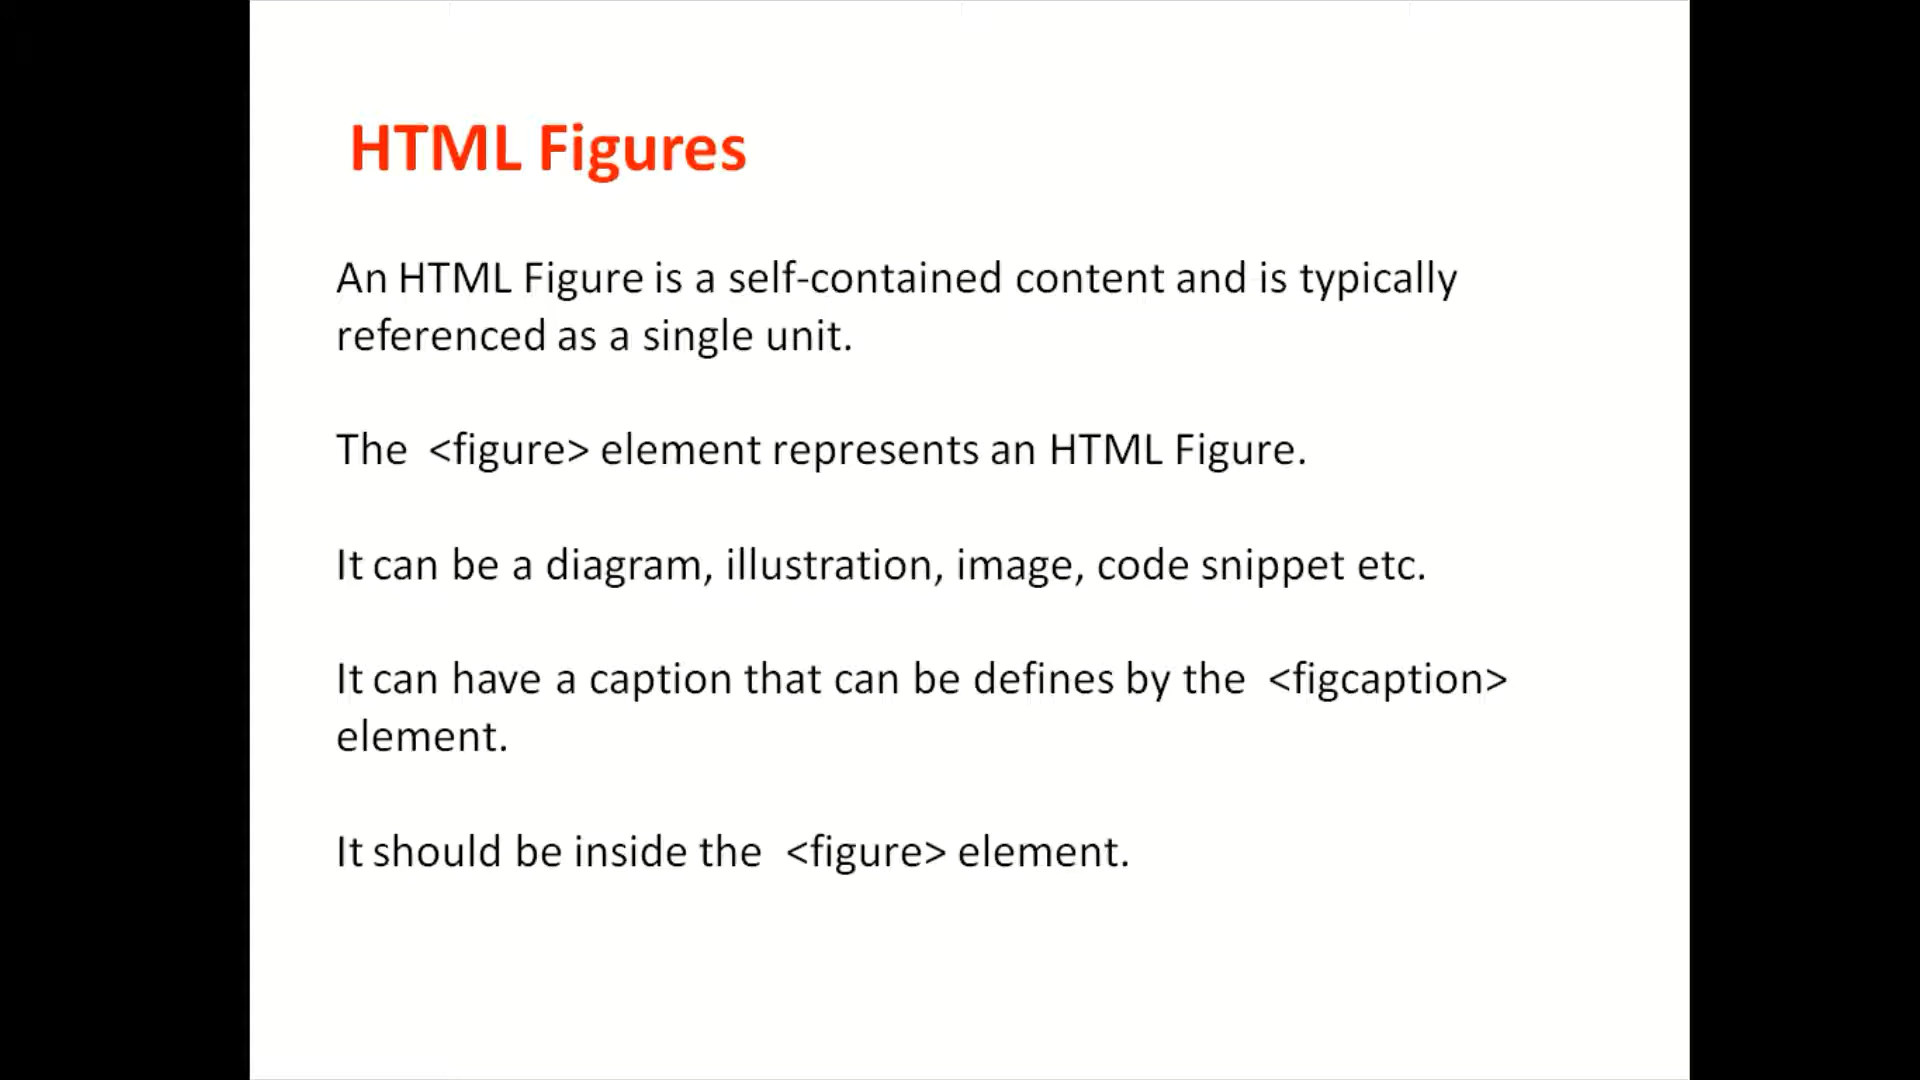 HTML Figures
An HTML Figure is a self-contained content and is typically
referenced as a single unit.
The <figure> element represents an HTML Figure.
It can be a diagram, illustration, image, code snippet etc.
It can have a caption that can be defines by the <figcaption>
element.
It should be inside the <figure> element.